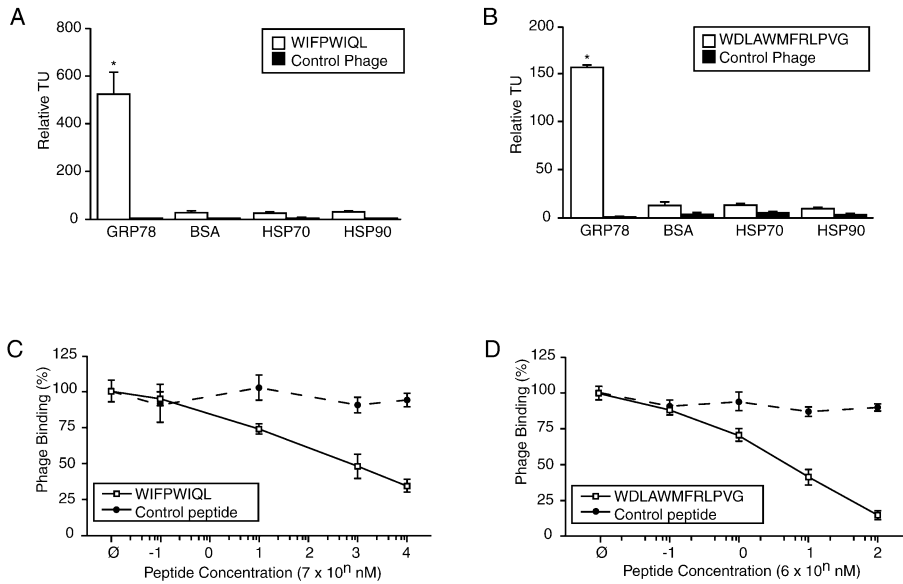 A
800
600
400
200
0
Relative TU
*
WIFPWIQL
Control Phage
GRP78 BSA HSP70 HSP90
B
200
150
100
50
0
Relative TU
*
WDLAWMFRLPVG
Control Phage
GRP78 BSA HSP70 HSP90
C
125
100
75
50
25
0
Phage Binding (%)
WIFPWIQL
Control peptide
Ø -1 0 1 2 3 4
Peptide Concentration (7 x 10ⁿ nM)
D
125
100
75
50
25
0
Phage Binding (%)
WDLAWMFRLPVG
Control peptide
Ø -1 0 1 2
Peptide Concentration (6 x 10ⁿ nM)